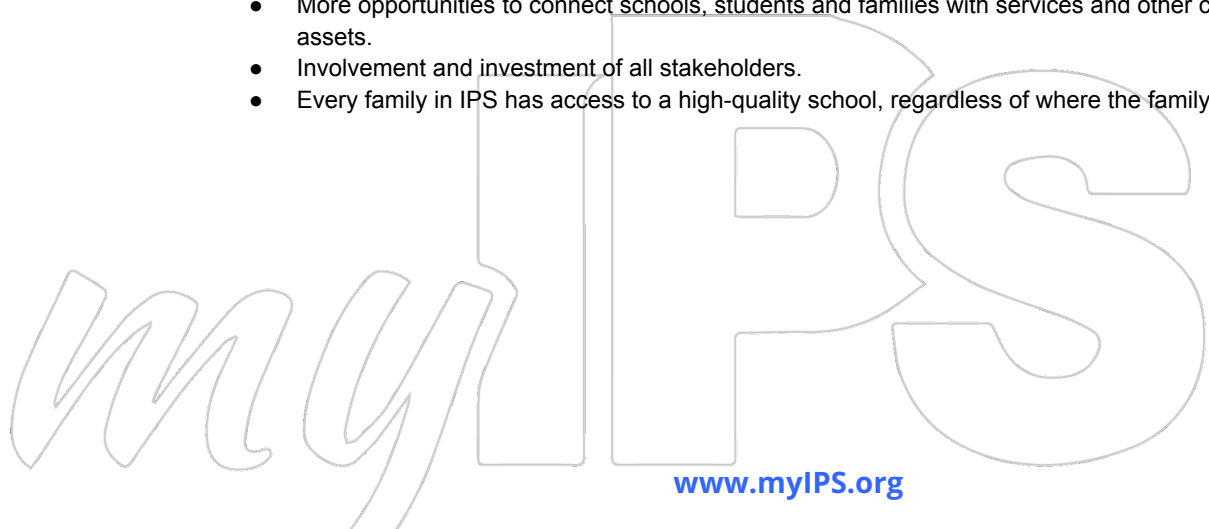 ● More opportunities to connect schools, students and families with services and other
assets.
● Involvement and investment of all stakeholders.
● Every family in IPS has access to a high-quality school, regardless of where the family
myIPS
www.myIPS.org